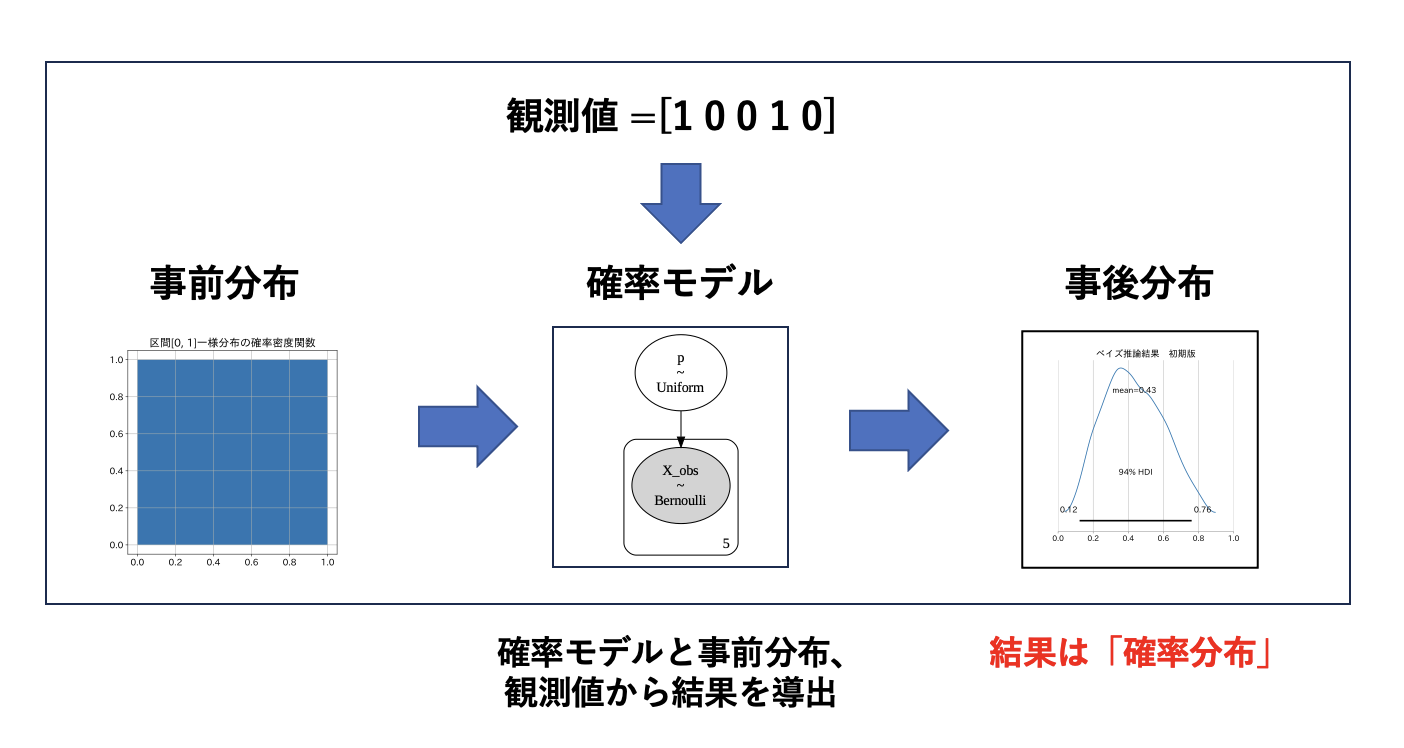 観測値 =[1 0 0 1 0]
事前分布
確率モデル
事後分布
区間[0, 1]一様分布の確率密度関数
1.0
0.8
0.6
0.4
0.2
0.0
0.0 0.2 0.4 0.6 0.8 1.0
p
~
Uniform
X_obs
~
Bernoulli
5
ベイズ推論結果 初期版
mean=0.43
94% HDI
0.12 0.76
0.0 0.2 0.4 0.6 0.8 1.0
確率モデルと事前分布、
観測値から結果を導出
結果は「確率分布」